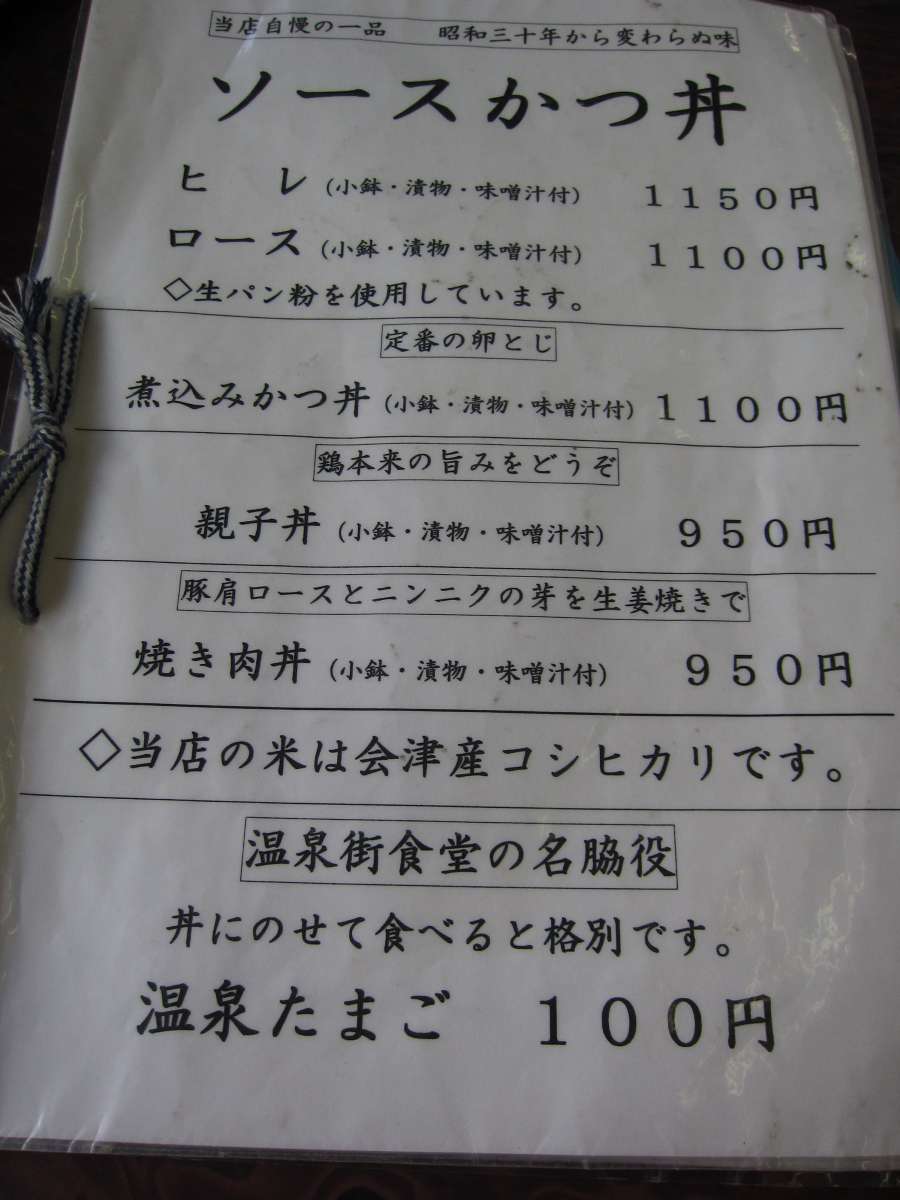 当店自慢の一品 昭和三十年から変わらぬ味
ソースかつ丼
ヒレ (小鉢・漬物・味噌汁付) 1150円
ロース (小鉢・漬物・味噌汁付) 1100円
◇生パン粉を使用しています。
定番の卵とじ
煮込みかつ丼 (小鉢・漬物・味噌汁付) 1100円
鶏本来の旨みをどうぞ
親子丼 (小鉢・漬物・味噌汁付) 950円
豚肩ロースとニンニクの芽を生姜焼きで
焼き肉丼 (小鉢・漬物・味噌汁付) 950円
◇当店の米は会津産コシヒカリです。
温泉街食堂の名脇役
丼にのせて食べると格別です。
温泉たまご 100円